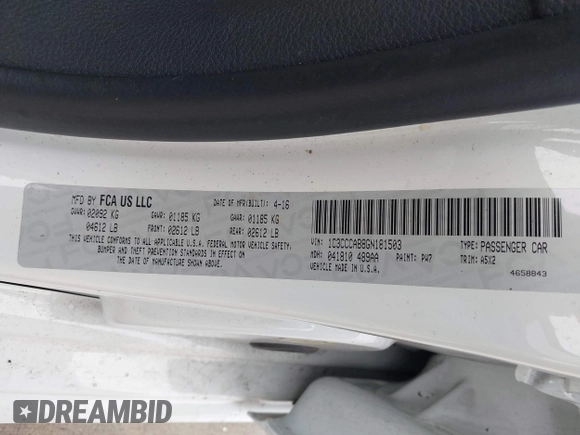 MFD BY FCA US LLC
DATE OF MFR(BUILT): 4-16
GVWR: 02092 KG
04612 LB
GAWR: 01185 KG
FRONT: 02612 LB
GAWR: 01185 KG
REAR: 02612 LB
THIS VEHICLE CONFORMS TO ALL APPLICABLE FEDERAL MOTOR VEHICLE SAFETY,
BUMPER AND THEFT PREVENTION STANDARDS IN EFFECT ON
THE DATE OF MANUFACTURE SHOWN ABOVE.
VIN: 1C3CCCAB8GN181503
TYPE: PASSENGER CAR
MDH: 041810 489AA
PAINT: PW7
TRIM: A5X2
VEHICLE MADE IN U.S.A.
4658843
DREAMBID